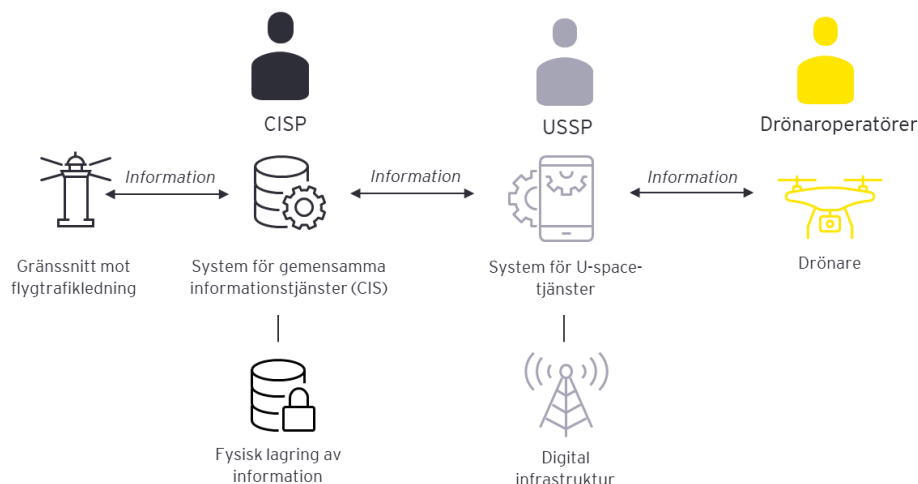 CISP
USSP
Drönaroperatörer
Information
Information
Information
Gränssnitt mot
flygtrafikledning
System för gemensamma
informationstjänster (CIS)
System för U-space-
tjänster
Drönare
Fysisk lagring av
information
Digital
infrastruktur